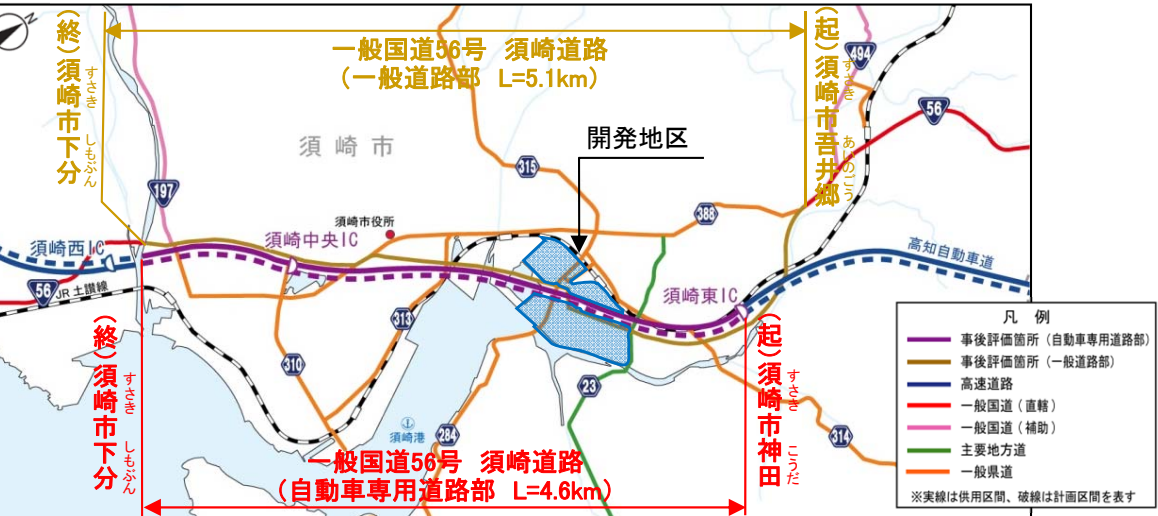 N
一般国道56号 須崎道路
(一般道路部 L=5.1km)
(終)須崎市下分
すさき しもぶん
(起)須崎市吾井郷
すさき あいのごう
494
56
須崎市
開発地区
315
388
197
須崎市役所
須崎西IC
須崎中央IC
高知自動車道
56
JR土讃線
須崎東IC
313
310
23
284
314
須崎港
(終)須崎市下分
すさき しもぶん
(起)須崎市神田
すさき こうだ
一般国道56号 須崎道路
(自動車専用道路部 L=4.6km)
凡 例
事後評価箇所(自動車専用道路部)
事後評価箇所(一般道路部)
高速道路
一般国道(直轄)
一般国道(補助)
主要地方道
一般県道
※実線は供用区間、破線は計画区間を表す